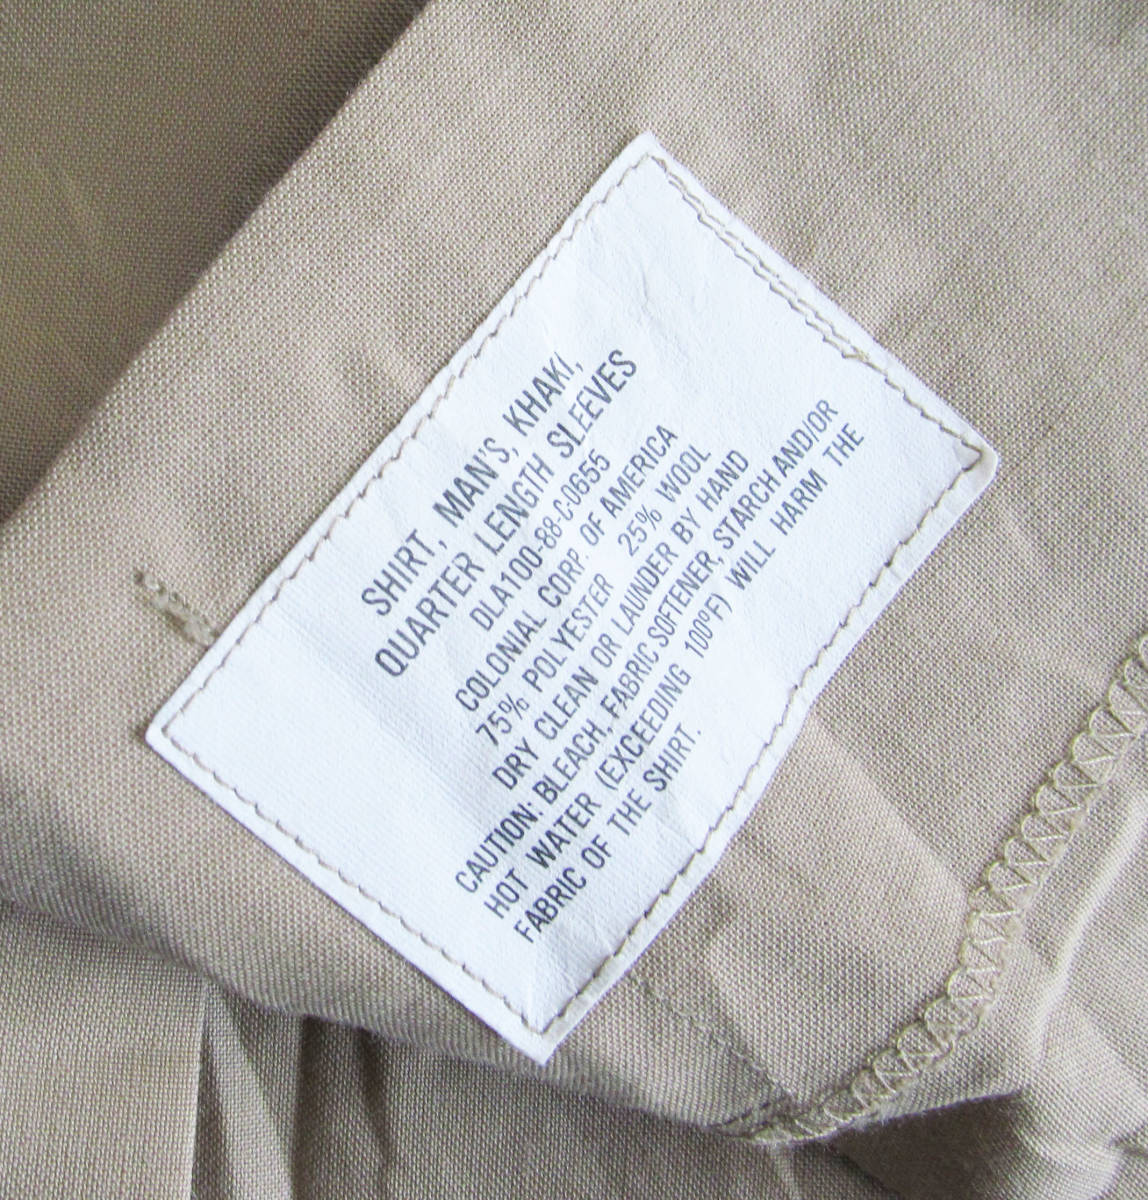 SHIRT, MAN'S, KHAKI,
QUARTER LENGTH SLEEVES
DLA100-88-C-0655
COLONIAL CORP. OF AMERICA
75% POLYESTER 25% WOOL
DRY CLEAN OR LAUNDER BY HAND
CAUTION: BLEACH, FABRIC SOFTENER, STARCH AND/OR
HOT WATER (EXCEEDING 100ºF) WILL HARM THE
FABRIC OF THE SHIRT.